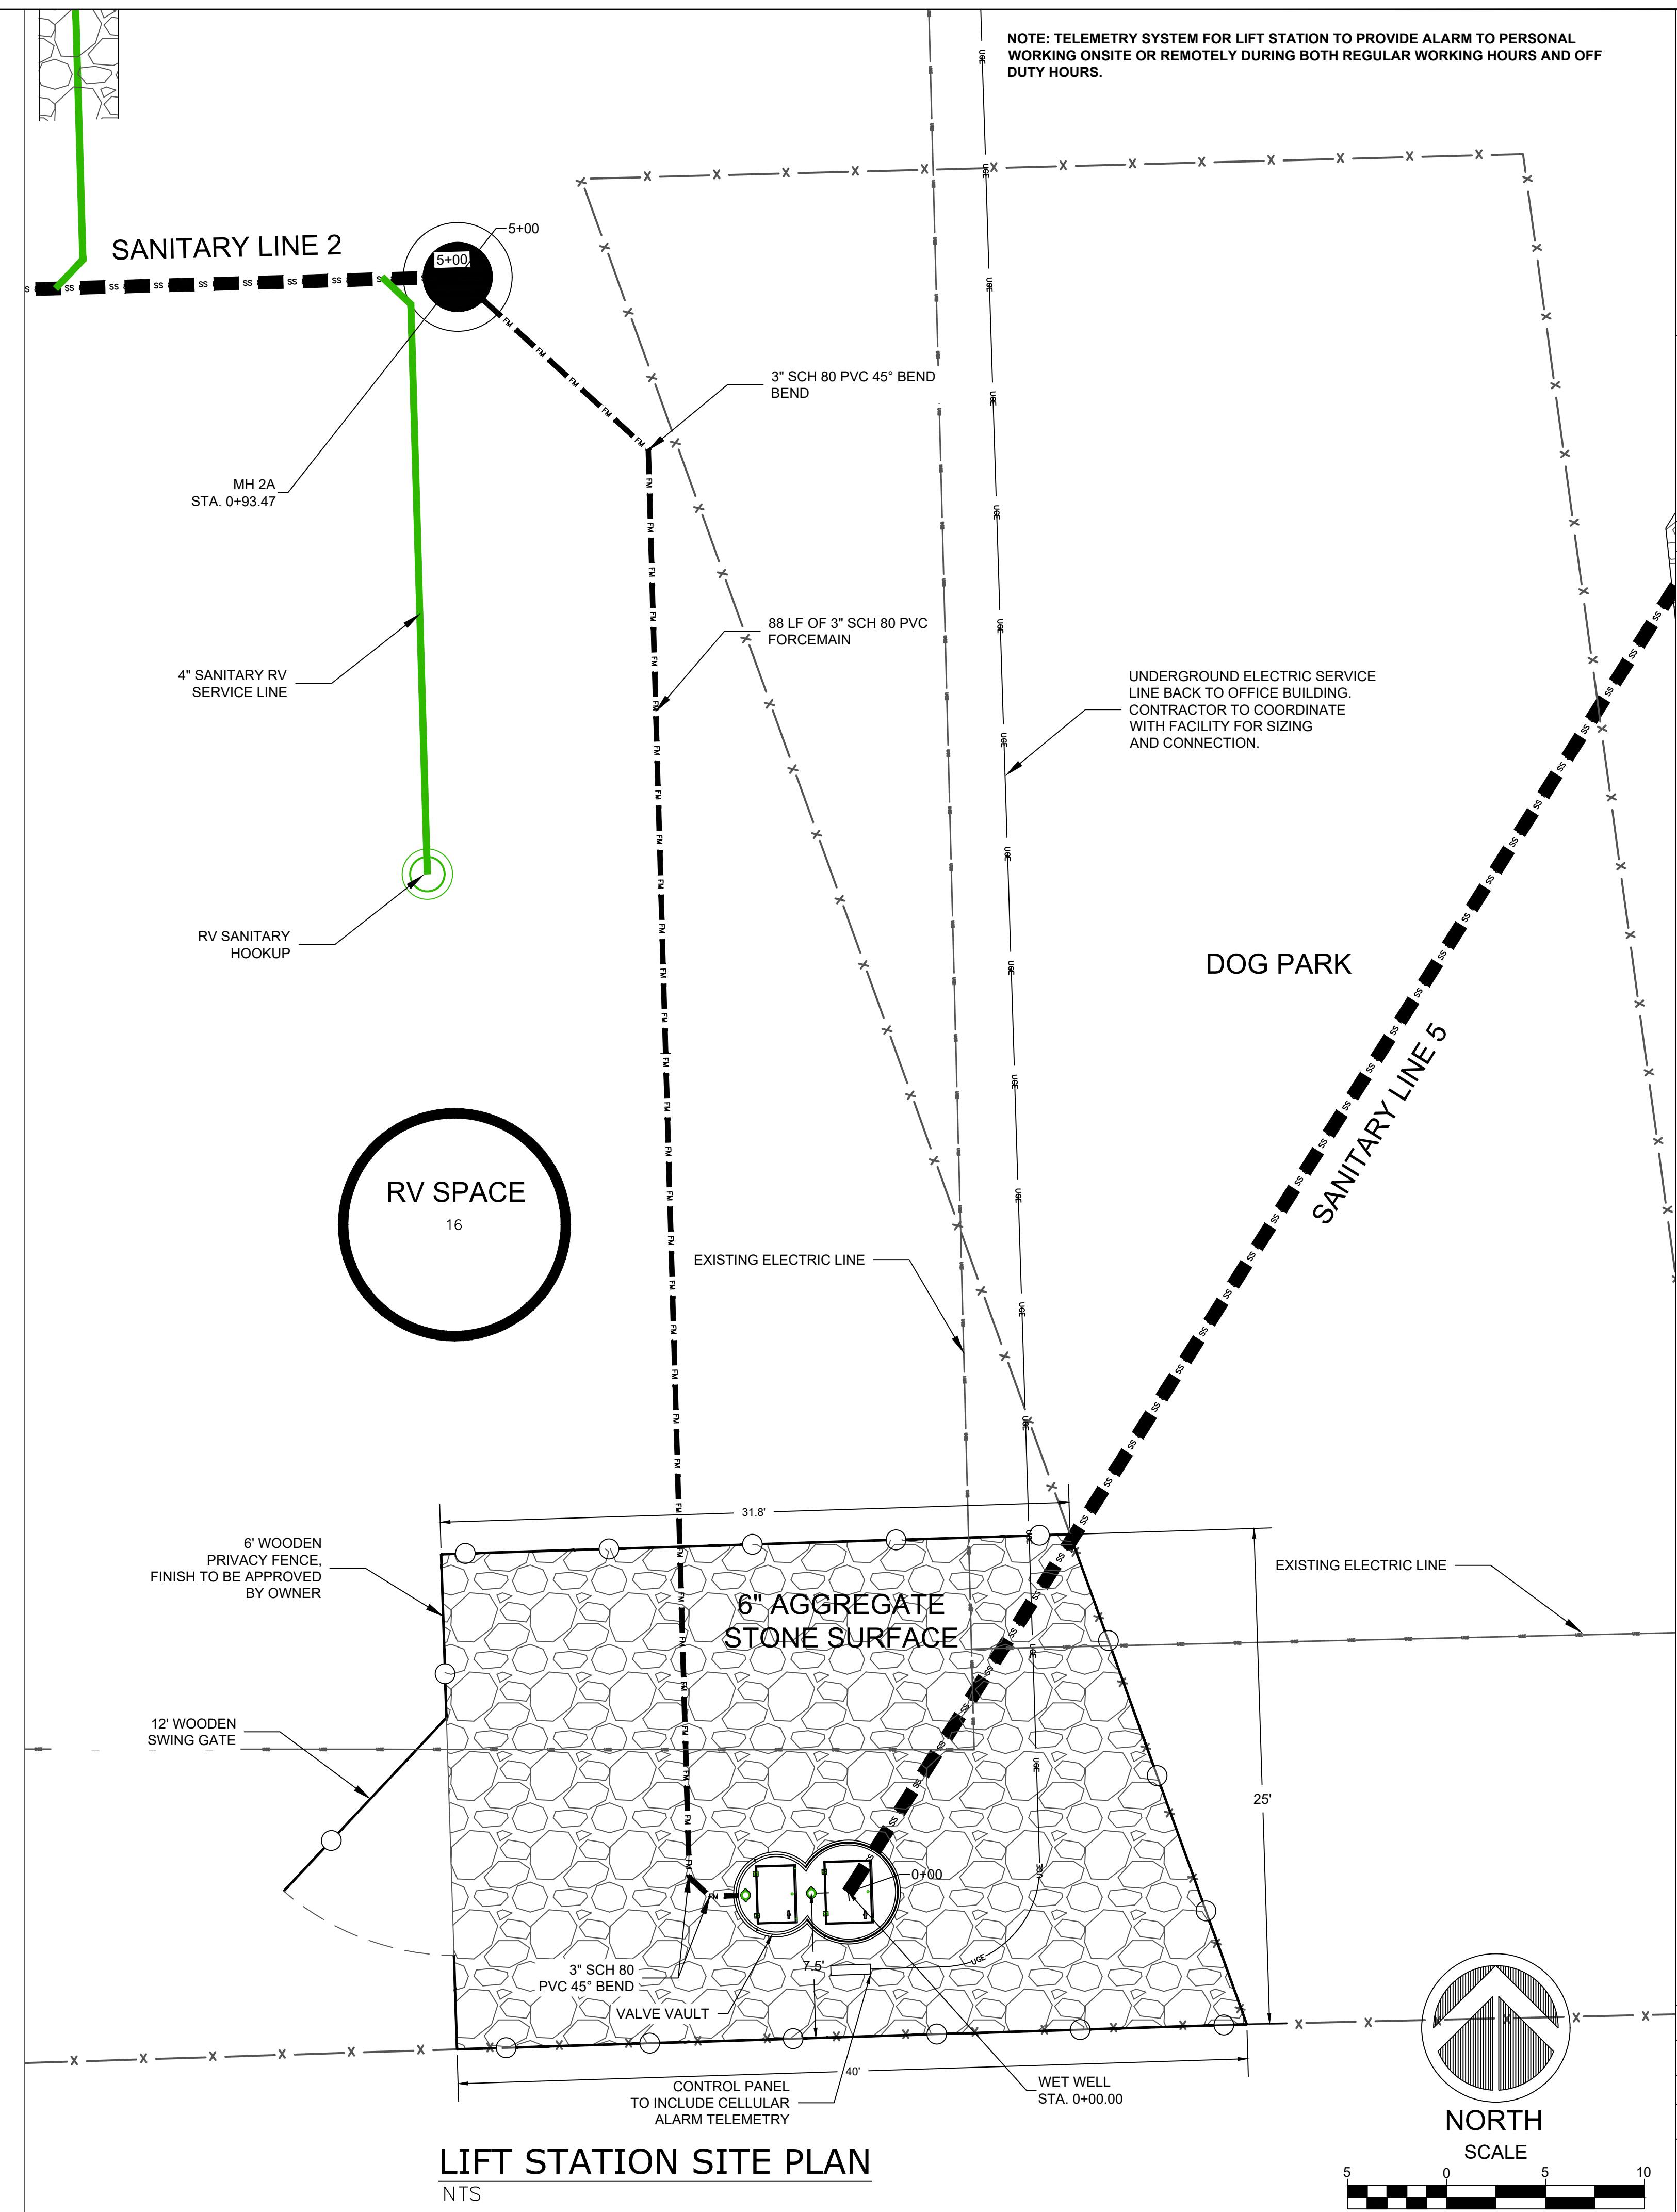 NOTE: TELEMETRY SYSTEM FOR LIFT STATION TO PROVIDE ALARM TO PERSONAL
WORKING ONSITE OR REMOTELY DURING BOTH REGULAR WORKING HOURS AND OFF
DUTY HOURS.
SANITARY LINE 2
5+00
5+00
3" SCH 80 PVC 45° BEND
BEND
MH 2A
STA. 0+93.47
88 LF OF 3" SCH 80 PVC
FORCEMAIN
4" SANITARY RV
SERVICE LINE
UNDERGROUND ELECTRIC SERVICE
LINE BACK TO OFFICE BUILDING.
CONTRACTOR TO COORDINATE
WITH FACILITY FOR SIZING
AND CONNECTION.
RV SANITARY
HOOKUP
DOG PARK
SANITARY LINE 5
RV SPACE
16
EXISTING ELECTRIC LINE
31.8'
6' WOODEN
PRIVACY FENCE,
FINISH TO BE APPROVED
BY OWNER
EXISTING ELECTRIC LINE
6" AGGREGATE
STONE SURFACE
12' WOODEN
SWING GATE
25'
0+00
3" SCH 80
PVC 45° BEND
7.5'
VALVE VAULT
40'
CONTROL PANEL
TO INCLUDE CELLULAR
ALARM TELEMETRY
WET WELL
STA. 0+00.00
LIFT STATION SITE PLAN
NTS
NORTH
SCALE
5 0 5 10